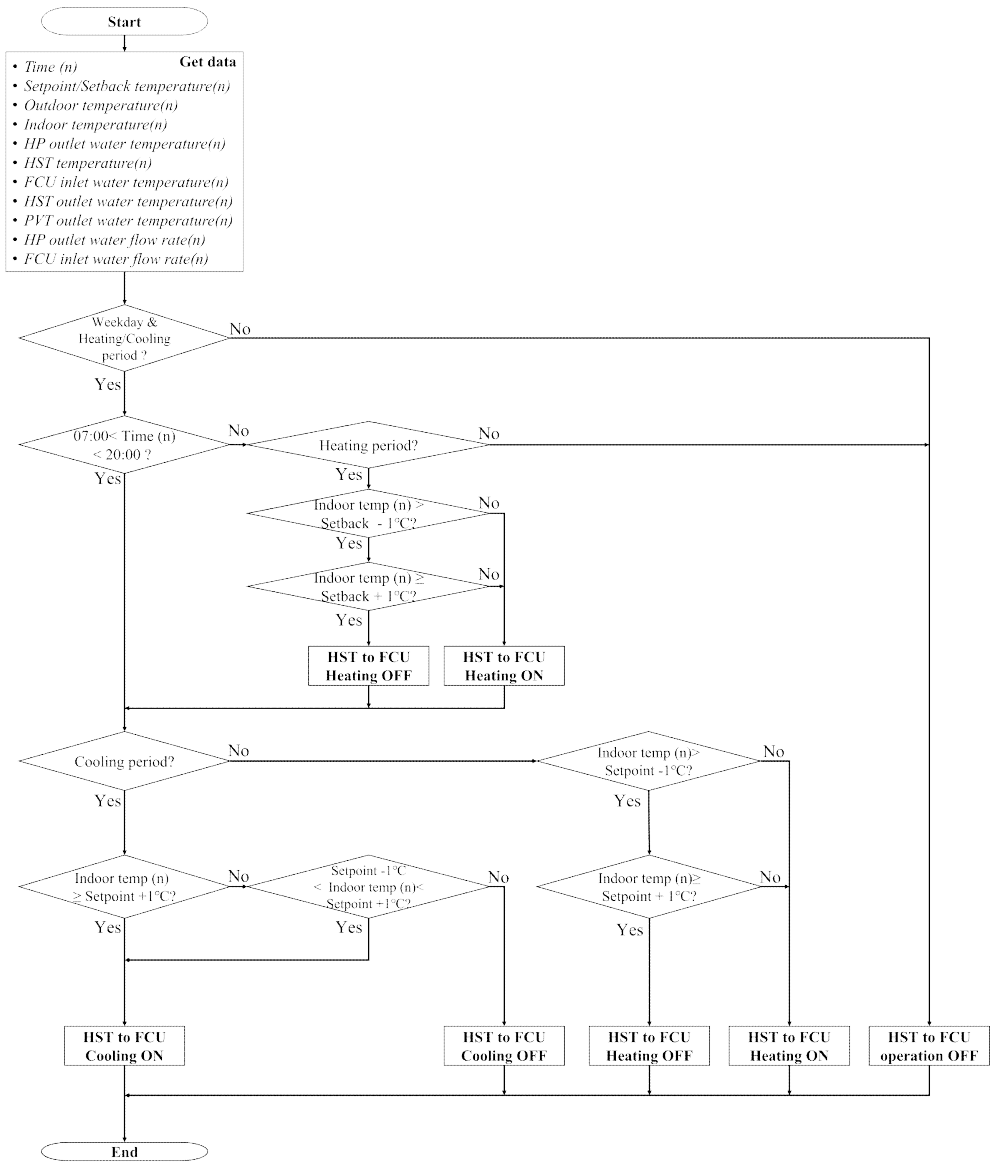 Start
Get data
• Time (n)
• Setpoint/Setback temperature(n)
• Outdoor temperature(n)
• Indoor temperature(n)
• HP outlet water temperature(n)
• HST temperature(n)
• FCU inlet water temperature(n)
• HST outlet water temperature(n)
• PVT outlet water temperature(n)
• HP outlet water flow rate(n)
• FCU inlet water flow rate(n)
Weekday &
Heating/Cooling
period ?
No
Yes
07:00< Time (n)
< 20:00 ?
No
Yes
Heating period?
No
Yes
Indoor temp (n) >
Setback - 1°C?
No
Yes
Indoor temp (n) ≥
Setback + 1°C?
No
Yes
HST to FCU
Heating OFF
HST to FCU
Heating ON
Cooling period?
No
Yes
Indoor temp (n)>
Setpoint -1°C?
No
Yes
Indoor temp (n)
≥ Setpoint +1°C?
No
Yes
Setpoint -1°C
< Indoor temp (n)<
Setpoint +1°C?
No
Yes
Indoor temp (n)≥
Setpoint + 1°C?
No
Yes
HST to FCU
Cooling ON
HST to FCU
Cooling OFF
HST to FCU
Heating OFF
HST to FCU
Heating ON
HST to FCU
operation OFF
End